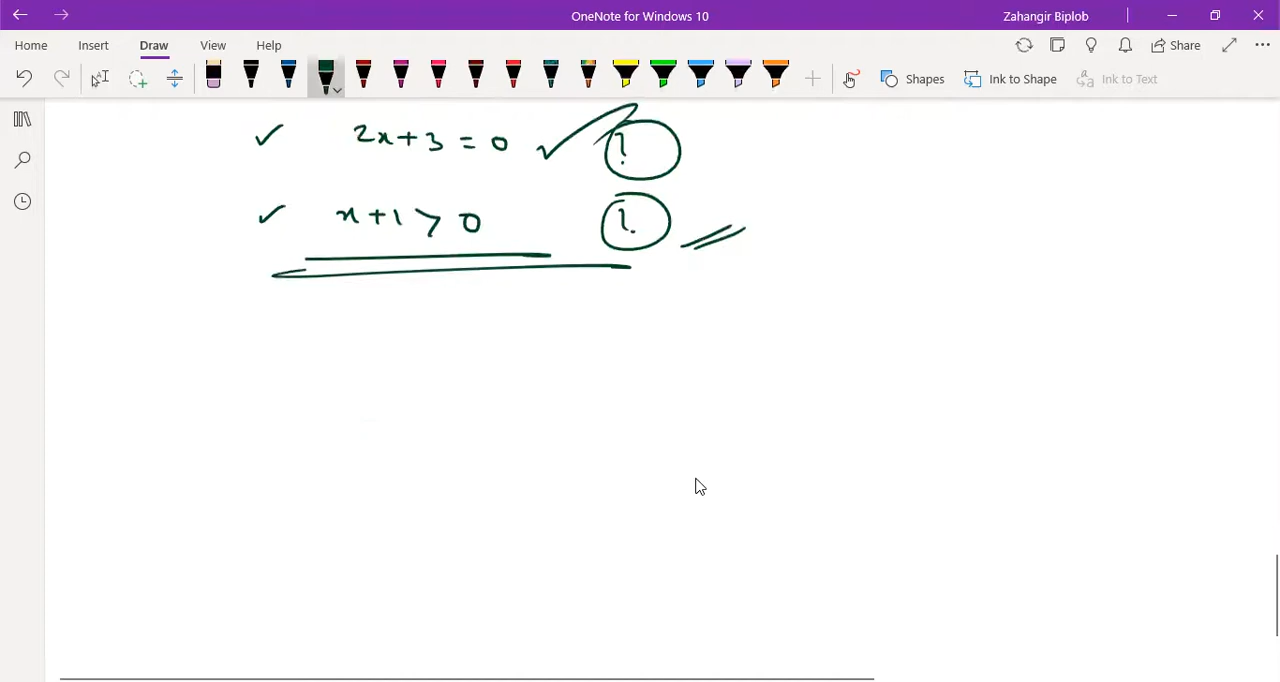 OneNote for Windows 10
Zahangir Biplob
Home Insert Draw View Help
Share
Shapes
Ink to Shape
Ink to Text
✓ 2x+3=0 ✓ ?
✓ x+1>0 ?